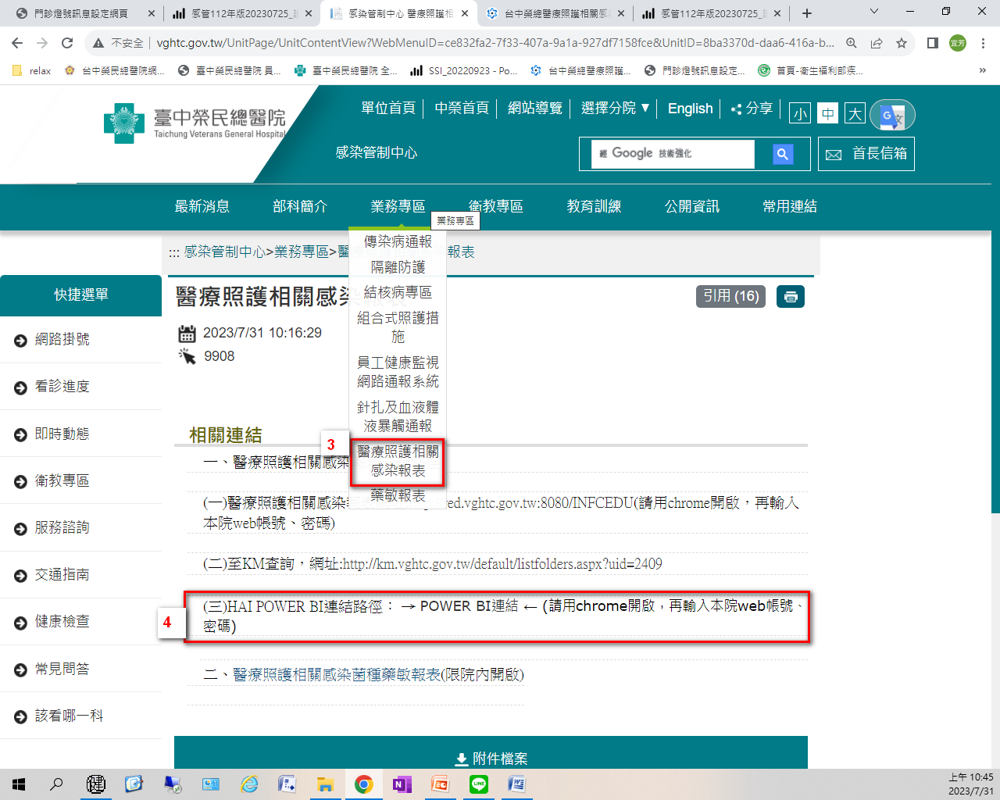 門診燈號訊息設定網頁
感管112年版20230725_
感染管制中心 醫療照護相
台中榮總醫療照護相關感
感管112年版20230725_
不安全 vghtc.gov.tw/UnitPage/UnitContentView?WebMenuID=ce832fa2-7f33-407a-9a1a-927df7158fce&UnitID=8ba3370d-daa6-416a-b...
宜芳
relax
台中榮民總醫院網...
臺中榮民總醫院 員...
臺中榮民總醫院 全...
SSI_20220923 - Po...
台中榮總醫療照護...
門診燈號訊息設定...
首頁-衛生福利部疾...
»
臺中榮民總醫院
Taichung Veterans General Hospital
單位首頁 中榮首頁 網站導覽 選擇分院▼ English 分享 小 中 大
感染管制中心
經 Google 技術強化
首長信箱
最新消息 部科簡介 業務專區 衛教專區 教育訓練 公開資訊 常用連結
業務專區
傳染病通報
隔離防護
結核病專區
組合式照護措
施
員工健康監視
網路通報系統
針扎及血液體
液暴觸通報
3
醫療照護相關
感染報表
藥敏報表
::: 感染管制中心>業務專區>醫 報表
快捷選單
網路掛號
看診進度
即時動態
衛教專區
服務諮詢
交通指南
健康檢查
常見問答
該看哪一科
醫療照護相關感染
引用 (16)
2023/7/31 10:16:29
9908
相關連結
一、醫療照護相關感染
(一)醫療照護相關感染 red.vghtc.gov.tw:8080/INFCEDU(請用chrome開啟，再輸入
本院web帳號、密碼)
(二)至KM查詢，網址:http://km.vghtc.gov.tw/default/listfolders.aspx?uid=2409
4
(三)HAI POWER BI連結路徑： → POWER BI連結 ← (請用chrome開啟，再輸入本院web帳號、
密碼)
二、醫療照護相關感染菌種藥敏報表(限院內開啟)
附件檔案
上午 10:45
2023/7/31